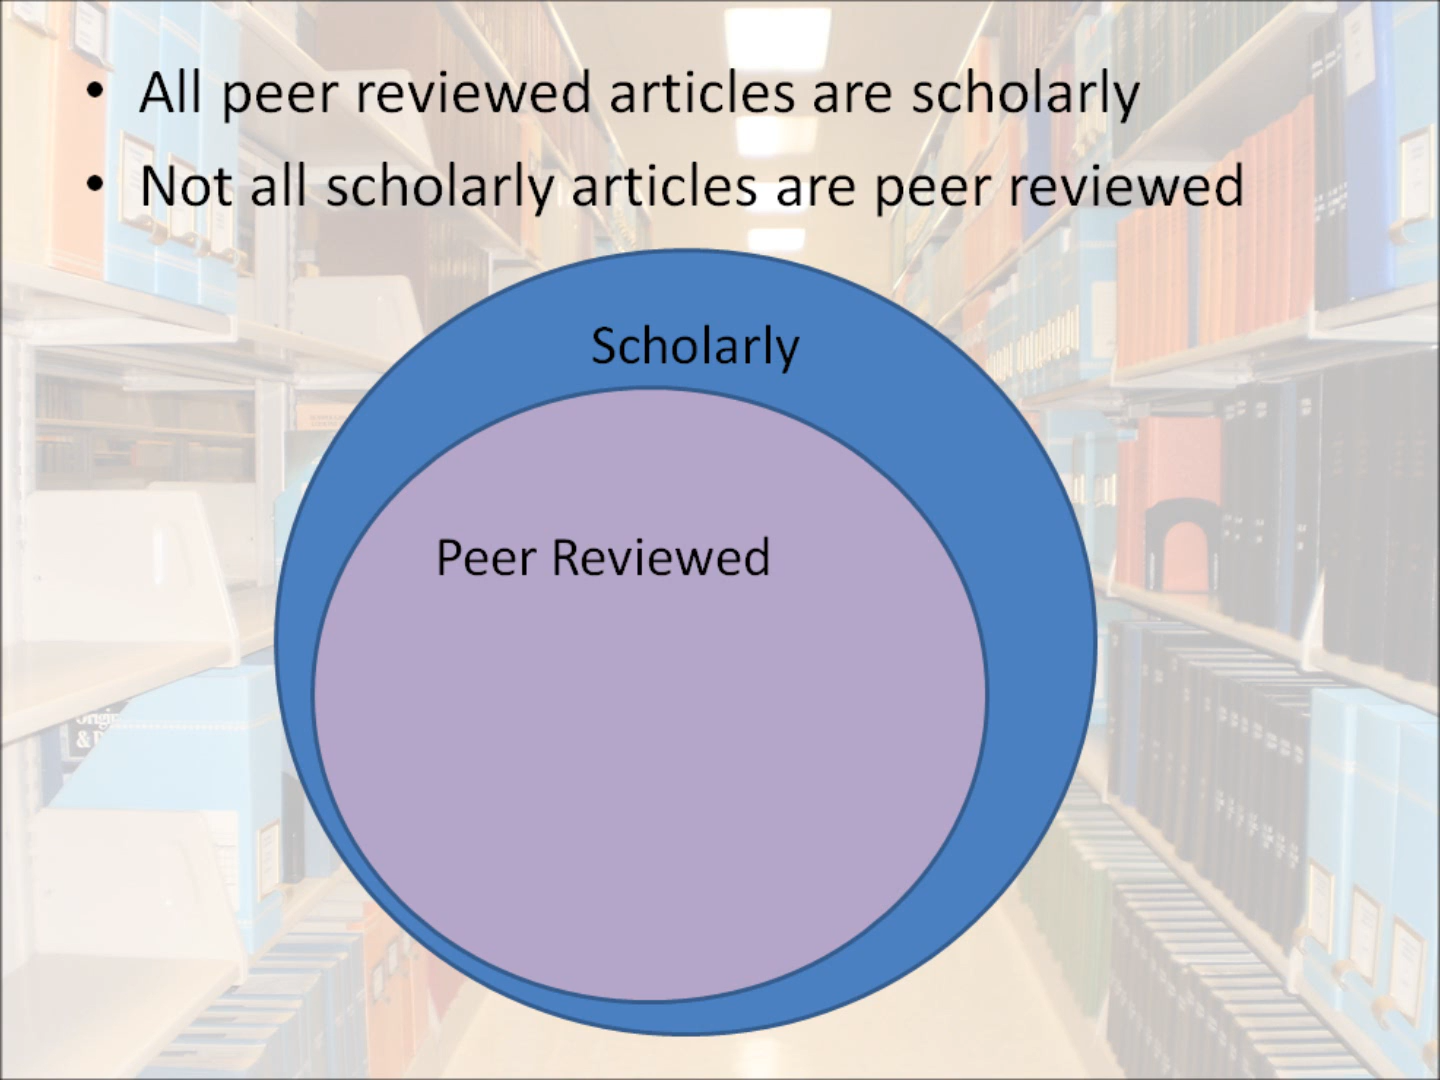 • All peer reviewed articles are scholarly
• Not all scholarly articles are peer reviewed
Scholarly
Peer Reviewed